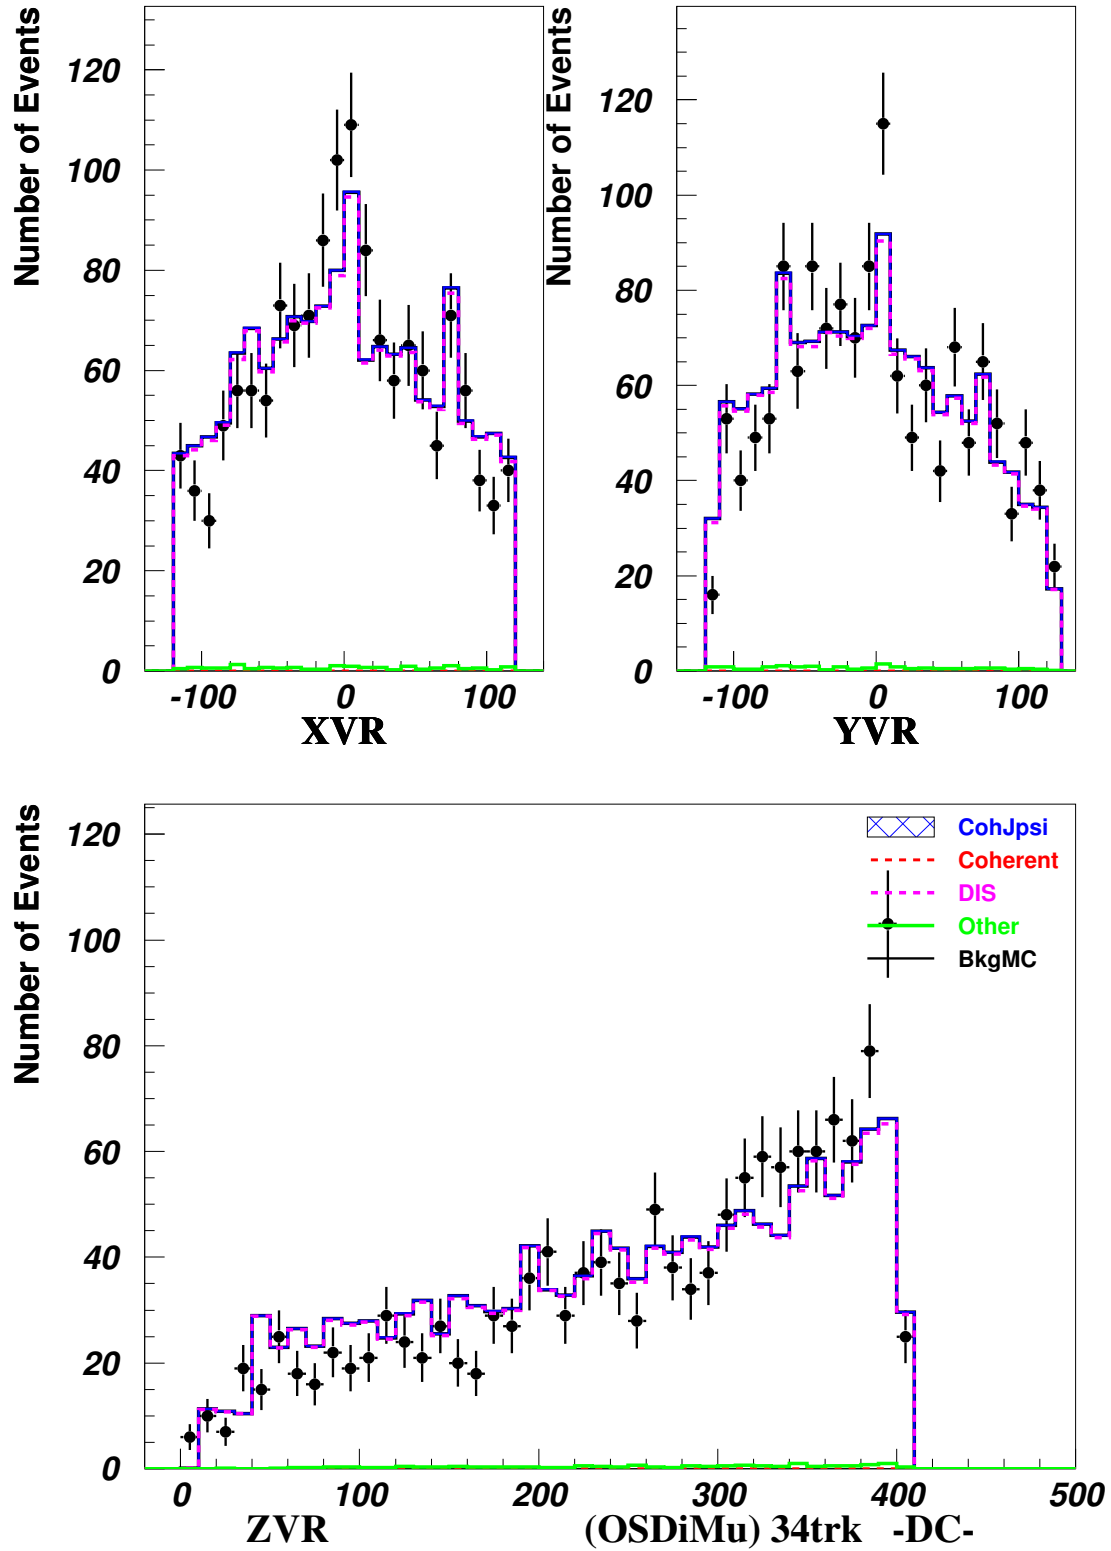 Number of Events
120
100
80
60
40
20
0
-100 0 100
XVR
Number of Events
120
100
80
60
40
20
0
-100 0 100
YVR
Number of Events
120
100
80
60
40
20
0
CohJpsi
Coherent
DIS
Other
BkgMC
0 100 200 300 400 500
ZVR (OSDiMu) 34trk -DC-